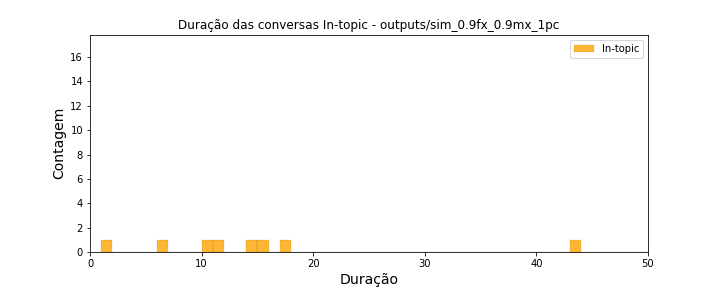 Duração das conversas In-topic - outputs/sim_0.9fx_0.9mx_1pc
In-topic
Contagem
16
14
12
10
8
6
4
2
0
0 10 20 30 40 50
Duração